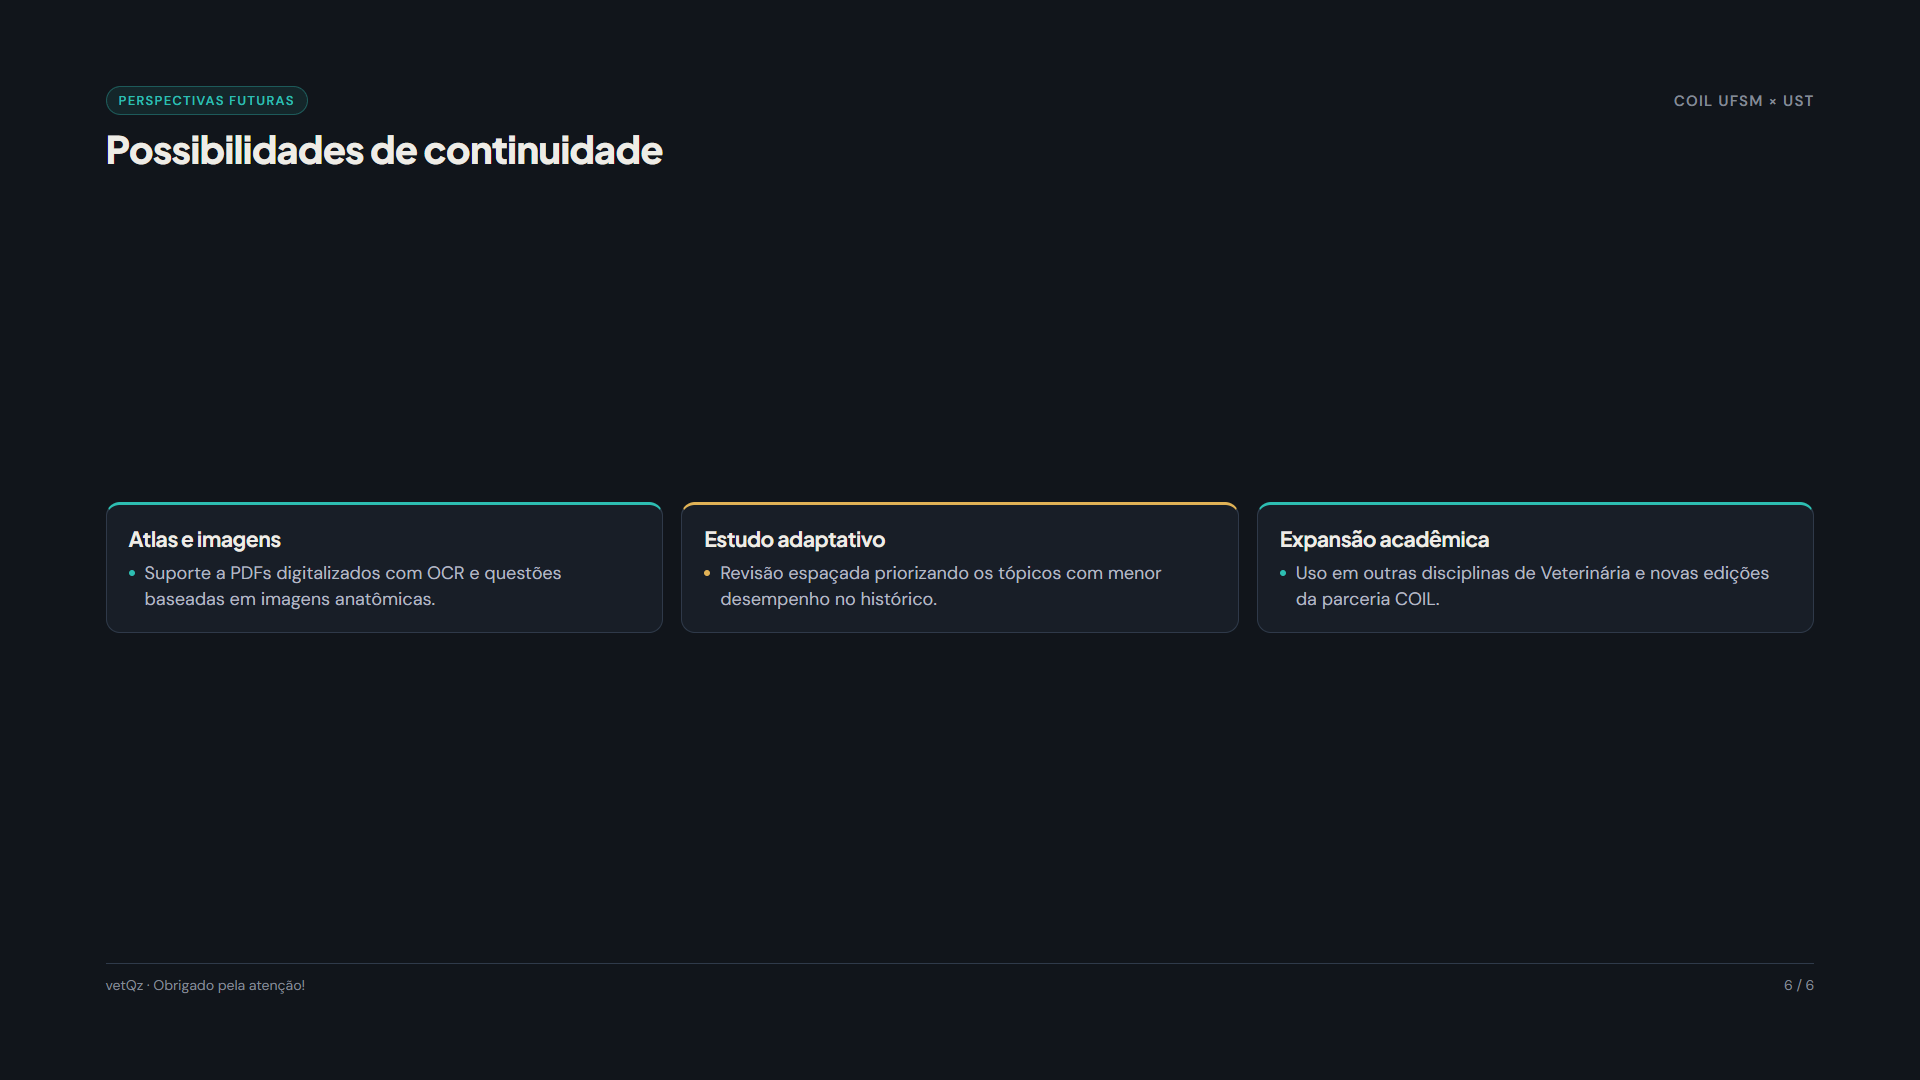 PERSPECTIVAS FUTURAS
COIL UFSM × UST
Possibilidades de continuidade
Atlas e imagens
• Suporte a PDFs digitalizados com OCR e questões
baseadas em imagens anatômicas.
Estudo adaptativo
• Revisão espaçada priorizando os tópicos com menor
desempenho no histórico.
Expansão acadêmica
• Uso em outras disciplinas de Veterinária e novas edições
da parceria COIL.
vetQz · Obrigado pela atenção!
6 / 6